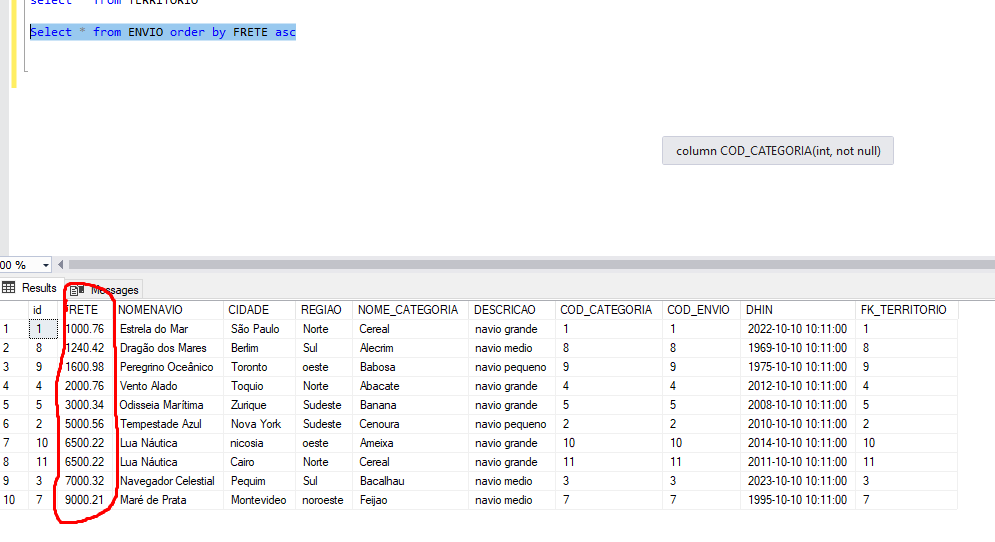 select * from TERRITORIO
Select * from ENVIO order by FRETE asc
column COD_CATEGORIA(int, not null)
00 %
Results Messages
id FRETE NOMENAVIO CIDADE REGIAO NOME_CATEGORIA DESCRICAO COD_CATEGORIA COD_ENVIO DHIN FK_TERRITORIO
1 1 1000.76 Estrela do Mar São Paulo Norte Cereal navio grande 1 1 2022-10-10 10:11:00 1
2 8 1240.42 Dragão dos Mares Berlim Sul Alecrim navio medio 8 8 1969-10-10 10:11:00 8
3 9 1600.98 Peregrino Oceânico Toronto oeste Babosa navio pequeno 9 9 1975-10-10 10:11:00 9
4 4 2000.76 Vento Alado Toquio Norte Abacate navio grande 4 4 2012-10-10 10:11:00 4
5 5 3000.34 Odisseia Marítima Zurique Sudeste Banana navio grande 5 5 2008-10-10 10:11:00 5
6 2 5000.56 Tempestade Azul Nova York Sudeste Cenoura navio pequeno 2 2 2010-10-10 10:11:00 2
7 10 6500.22 Lua Náutica nicosia oeste Ameixa navio grande 10 10 2014-10-10 10:11:00 10
8 11 6500.22 Lua Náutica Cairo Norte Cereal navio grande 11 11 2011-10-10 10:11:00 11
9 3 7000.32 Navegador Celestial Pequim Sul Bacalhau navio medio 3 3 2023-10-10 10:11:00 3
10 7 9000.21 Maré de Prata Montevideo noroeste Feijao navio medio 7 7 1995-10-10 10:11:00 7